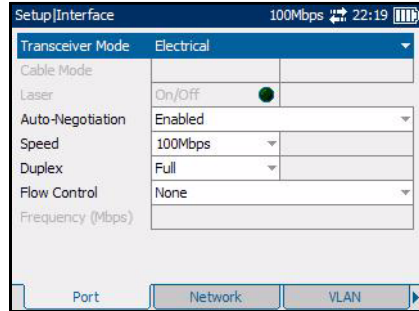 Setup|Interface 100Mbps 22:19
Transceiver Mode Electrical
Cable Mode
Laser On/Off
Auto-Negotiation Enabled
Speed 100Mbps
Duplex Full
Flow Control None
Frequency (Mbps)
Port Network VLAN